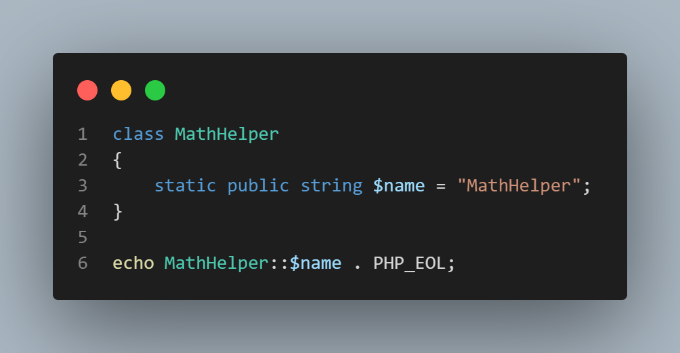 1 class MathHelper
2 {
3     static public string $name = "MathHelper";
4 }
5
6 echo MathHelper::$name . PHP_EOL;